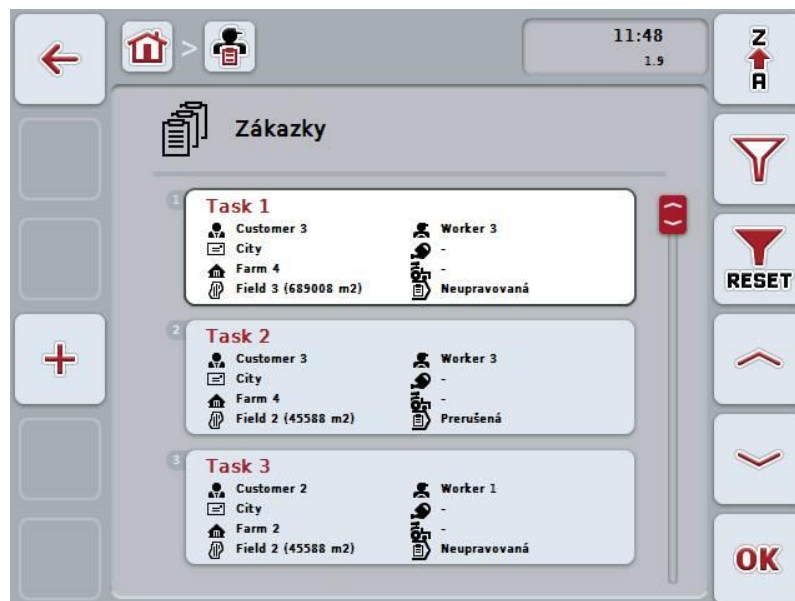 11:48
1.9
Z
A
Zákazky
1
Task 1
Customer 3
Worker 3
City
-
Farm 4
-
Field 3 (689008 m2)
Neupravovaná
RESET
2
Task 2
Customer 3
Worker 3
City
-
Farm 4
-
Field 2 (45588 m2)
Prerušená
3
Task 3
Customer 2
Worker 1
City
-
Farm 2
-
Field 2 (45588 m2)
Neupravovaná
OK